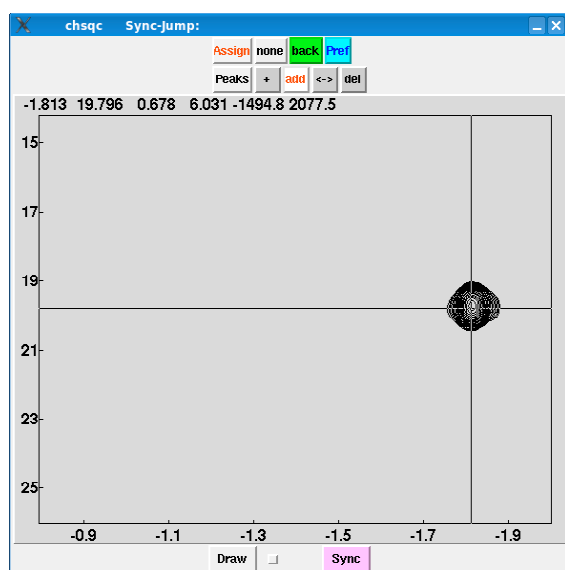 chsqc Sync-Jump:
Assign none back Pref
Peaks + add <-> del
-1.813 19.796 0.678 6.031 -1494.8 2077.5
15
17
19
21
23
25
-0.9 -1.1 -1.3 -1.5 -1.7 -1.9
Draw Sync